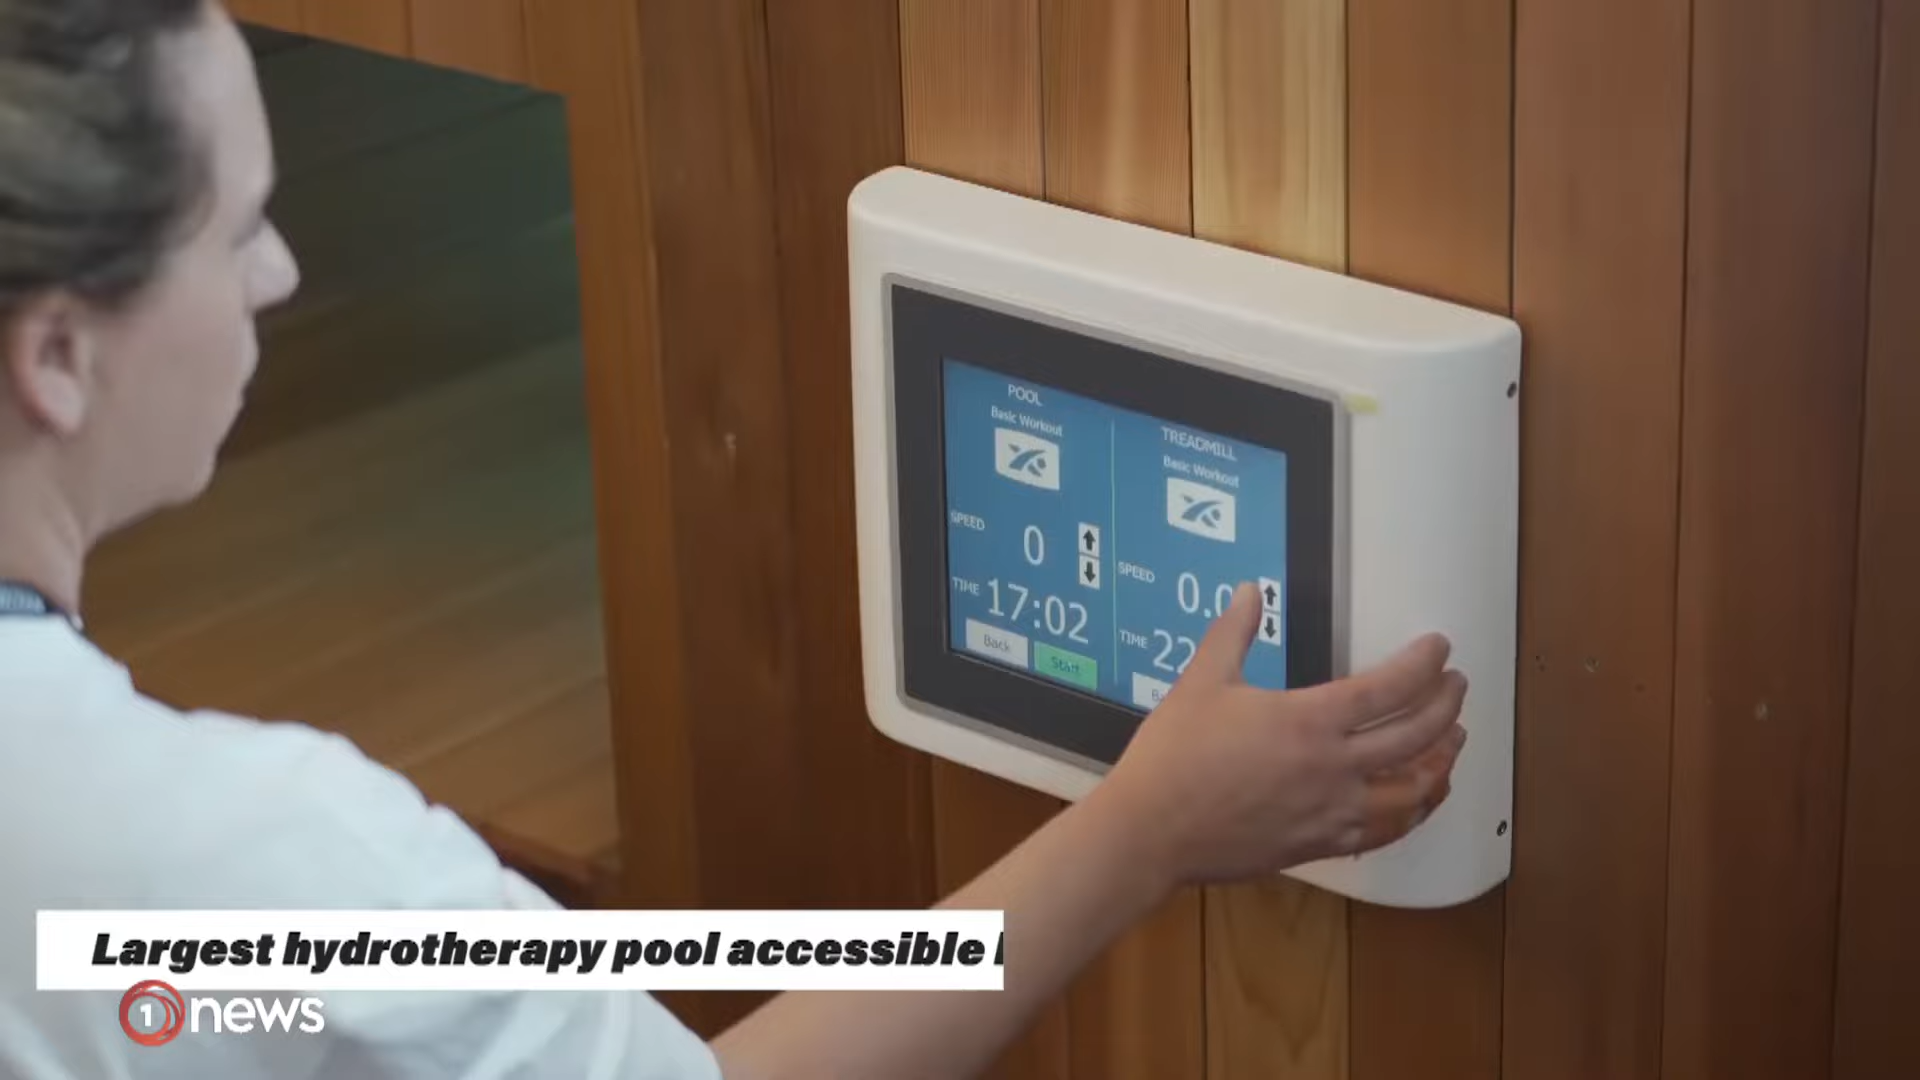 POOL
Basic Workout
SPEED
0
TIME
17:02
Back
Start
TREADMILL
Basic Workout
SPEED
TIME
Largest hydrotherapy pool accessible
1news